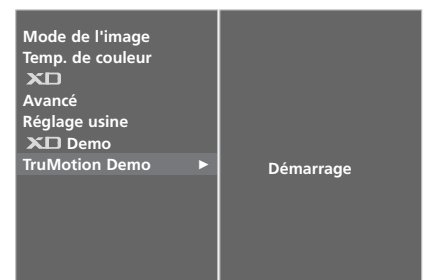 Mode de l'image
Temp. de couleur
XD
Avancé
Réglage usine
XD Demo
TruMotion Demo ►
Démarrage